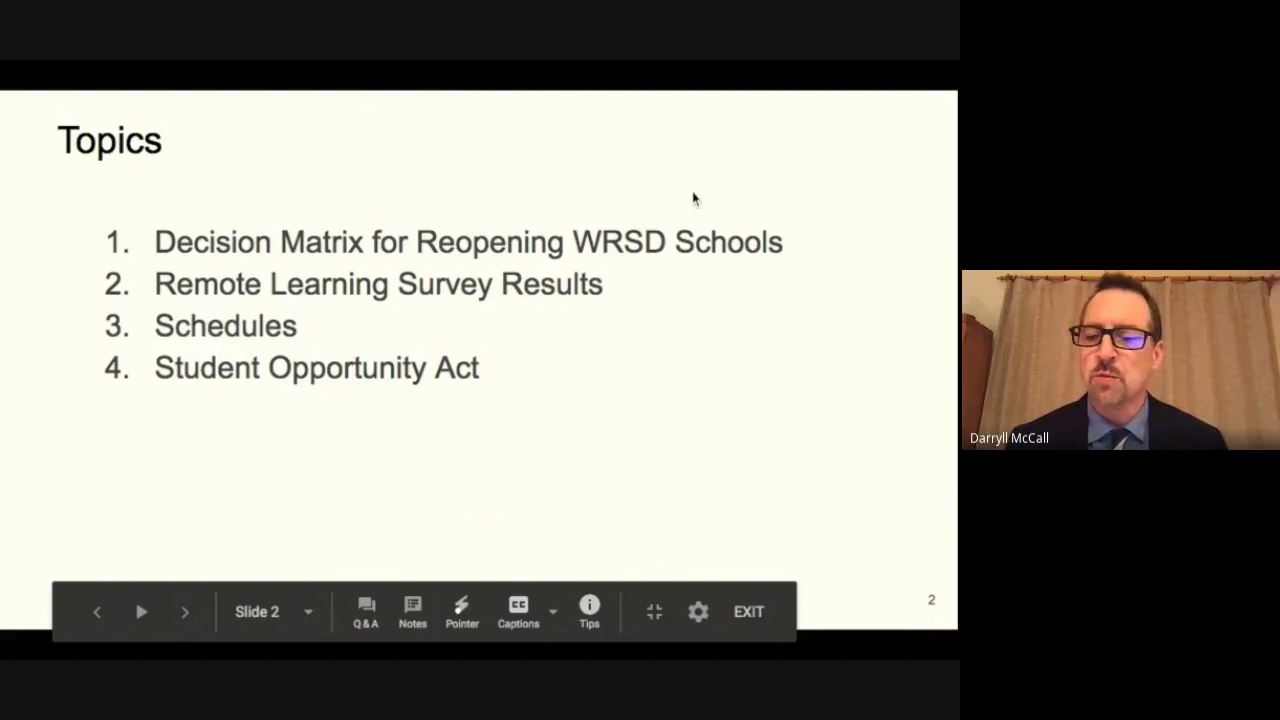 Topics
1. Decision Matrix for Reopening WRSD Schools
2. Remote Learning Survey Results
3. Schedules
4. Student Opportunity Act
2
Slide 2
Q & A
Notes
Pointer
CC
Captions
Tips
EXIT
Darryll McCall